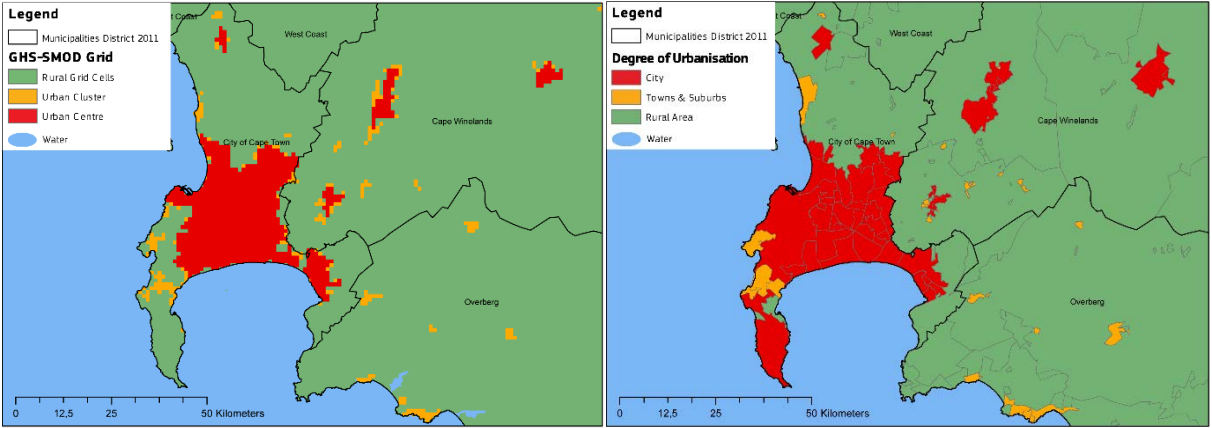 Legend
Municipalities District 2011
GHS-SMOD Grid
Rural Grid Cells
Urban Cluster
Urban Centre
Water
t Coast
West Coast
City of Cape Town
Cape Winelands
Overberg
0 12,5 25 50 Kilometers
Legend
Municipalities District 2011
Degree of Urbanisation
City
Towns & Suburbs
Rural Area
Water
t Coast
West Coast
City of Cape Town
Cape Winelands
Overberg
0 12,5 25 50 Kilometers